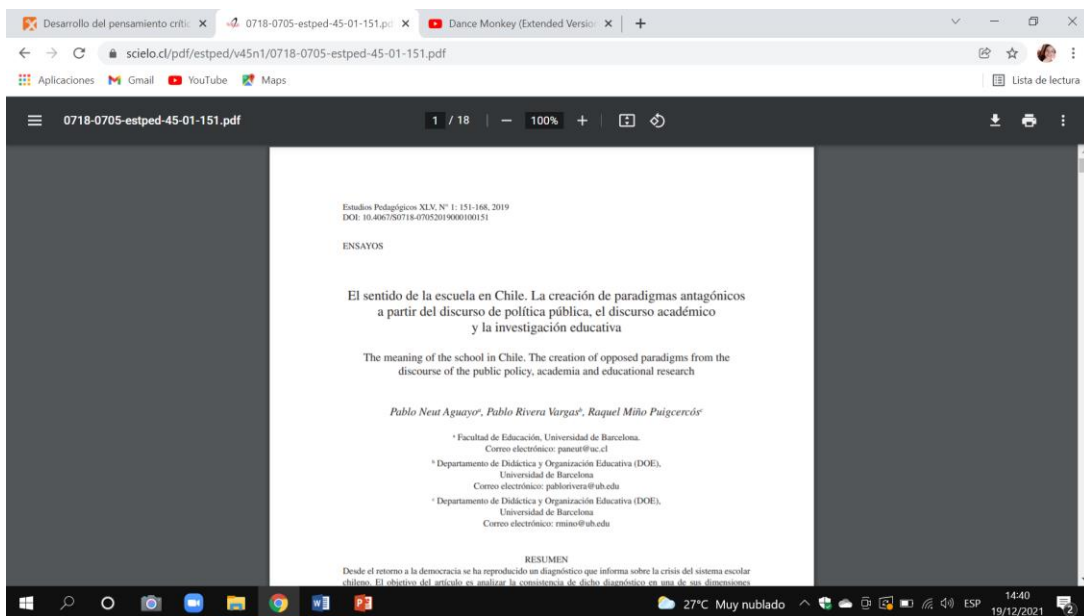 Desarrollo del pensamiento crític
0718-0705-estped-45-01-151.pd
Dance Monkey (Extended Version
scielo.cl/pdf/estped/v45n1/0718-0705-estped-45-01-151.pdf
Aplicaciones
Gmail
YouTube
Maps
Lista de lectura
0718-0705-estped-45-01-151.pdf
1 / 18
100%
Estudios Pedagógicos XLV, N° 1: 151-168, 2019
DOI: 10.4067/S0718-07052019000100151
ENSAYOS
El sentido de la escuela en Chile. La creación de paradigmas antagónicos
a partir del discurso de política pública, el discurso académico
y la investigación educativa
The meaning of the school in Chile. The creation of opposed paradigms from the
discourse of the public policy, academia and educational research
Pablo Neut Aguayoª, Pablo Rivera Vargasᵇ, Raquel Miño Puigcercósᶜ
ª Facultad de Educación, Universidad de Barcelona.
Correo electrónico: paneut@uc.cl
ᵇ Departamento de Didáctica y Organización Educativa (DOE),
Universidad de Barcelona
Correo electrónico: pablorivera@ub.edu
ᶜ Departamento de Didáctica y Organización Educativa (DOE),
Universidad de Barcelona
Correo electrónico: rmino@ub.edu
RESUMEN
Desde el retorno a la democracia se ha reproducido un diagnóstico que informa sobre la crisis del sistema escolar
chileno. El objetivo del artículo es analizar la consistencia de dicho diagnóstico en una de sus dimensiones
27°C Muy nublado
ESP
14:40
19/12/2021